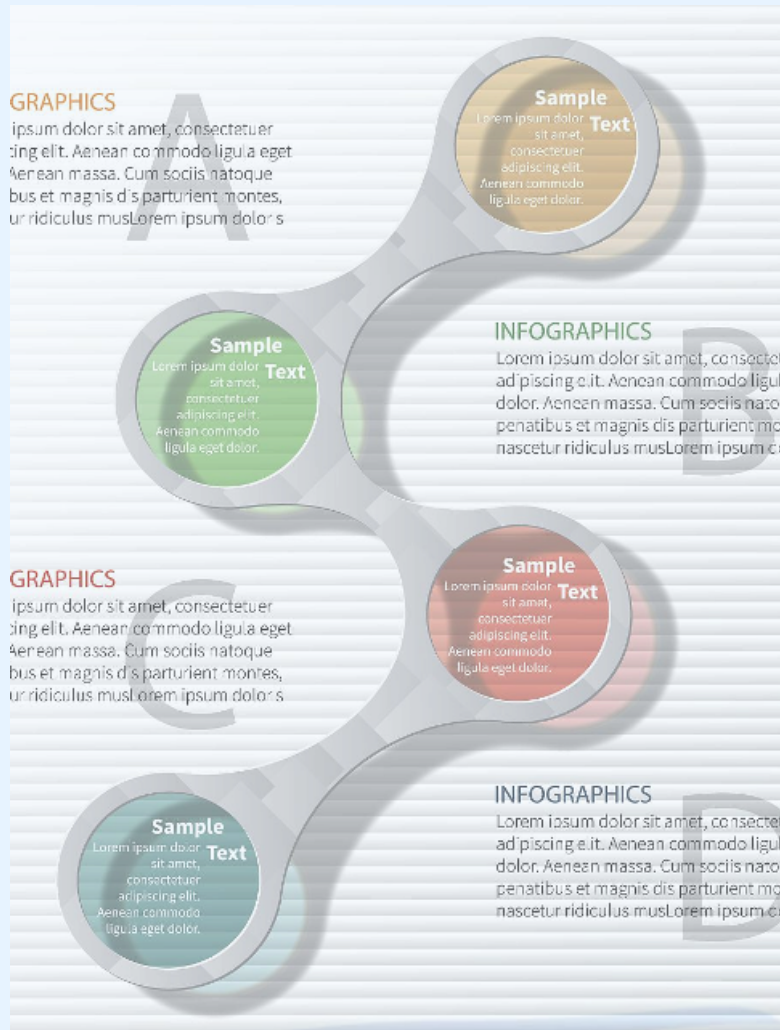 GRAPHICS
ipsum dolor sit amet, consectetuer
cing elit. Aenean commodo ligula eget
Aenean massa. Cum sociis natoque
bus et magnis dis parturient montes,
ur ridiculus musLorem ipsum dolor s
A
Sample
Text
Lorem ipsum dolor
sit amet,
consectetuer
adipiscing elit.
Aenean commodo
ligula eget dolor.
Sample
Text
Lorem ipsum dolor
sit amet,
consectetuer
adipiscing elit.
Aenean commodo
ligula eget dolor.
INFOGRAPHICS
Lorem ipsum dolor sit amet, consectet
adipiscing elit. Aenean commodo ligul
dolor. Aenean massa. Cum sociis nato
penatibus et magnis dis parturient mo
nascetur ridiculus musLorem ipsum d
B
GRAPHICS
ipsum dolor sit amet, consectetuer
cing elit. Aenean commodo ligula eget
Aenean massa. Cum sociis natoque
bus et magnis dis parturient montes,
ur ridiculus musLorem ipsum dolor s
C
Sample
Text
Lorem ipsum dolor
sit amet,
consectetuer
adipiscing elit.
Aenean commodo
ligula eget dolor.
Sample
Text
Lorem ipsum dolor
sit amet,
consectetuer
adipiscing elit.
Aenean commodo
ligula eget dolor.
INFOGRAPHICS
Lorem ipsum dolor sit amet, consectet
adipiscing elit. Aenean commodo ligul
dolor. Aenean massa. Cum sociis nato
penatibus et magnis dis parturient mo
nascetur ridiculus musLorem ipsum d
D